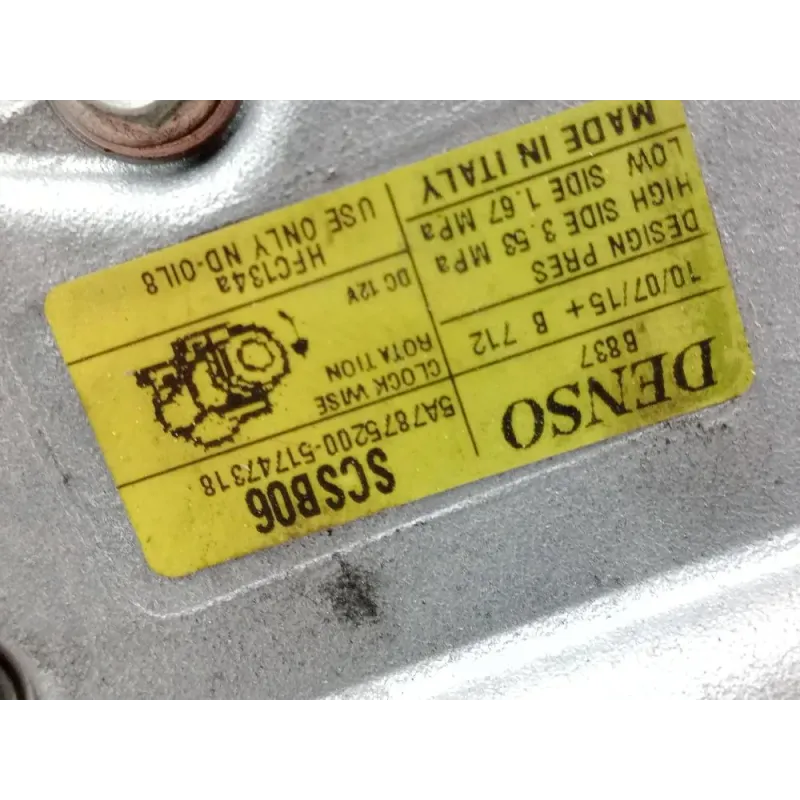 DENSO
B837
10/07/15+ B 712
DESIGN PRES
HIGH SIDE 3.53 MPa
LOW SIDE 1.67 MPa
MADE IN ITALY
SCSB06
5A7875200-51747318
CLOCK WISE
ROTATION
DC 12V
HFC134a
USE ONLY ND-OIL8